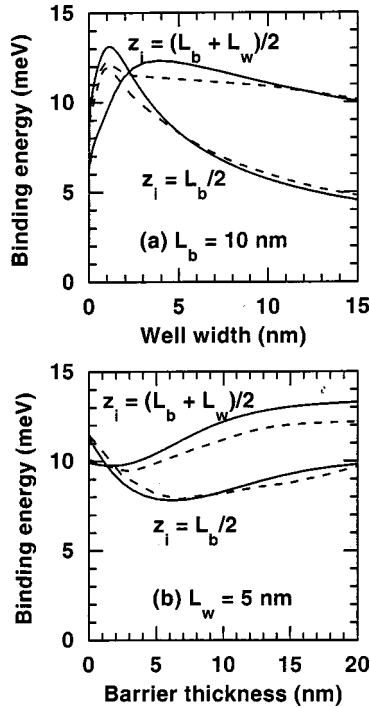 15
z_i = (L_b + L_w)/2
10
Binding energy (meV)
5
z_i = L_b/2
(a) L_b = 10 nm
0
0 5 10 15
Well width (nm)
15
z_i = (L_b + L_w)/2
10
Binding energy (meV)
z_i = L_b/2
5
(b) L_w = 5 nm
0
0 5 10 15 20
Barrier thickness (nm)